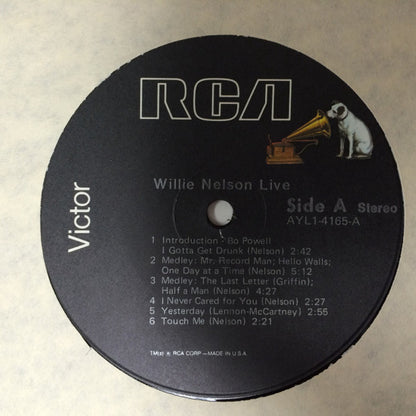 RCA
Victor
Willie Nelson Live
Side A Stereo
AYL1-4165-A
1 Introduction - Bo Powell
I Gotta Get Drunk (Nelson) 2:42
2 Medley: Mr. Record Man; Hello Walls;
One Day at a Time (Nelson) 5:12
3 Medley: The Last Letter (Griffin);
Half a Man (Nelson) 4:27
4 I Never Cared for You (Nelson) 2:27
5 Yesterday (Lennon-McCartney) 2:55
6 Touch Me (Nelson) 2:21
TM(s) ® RCA CORP — MADE IN U.S.A.